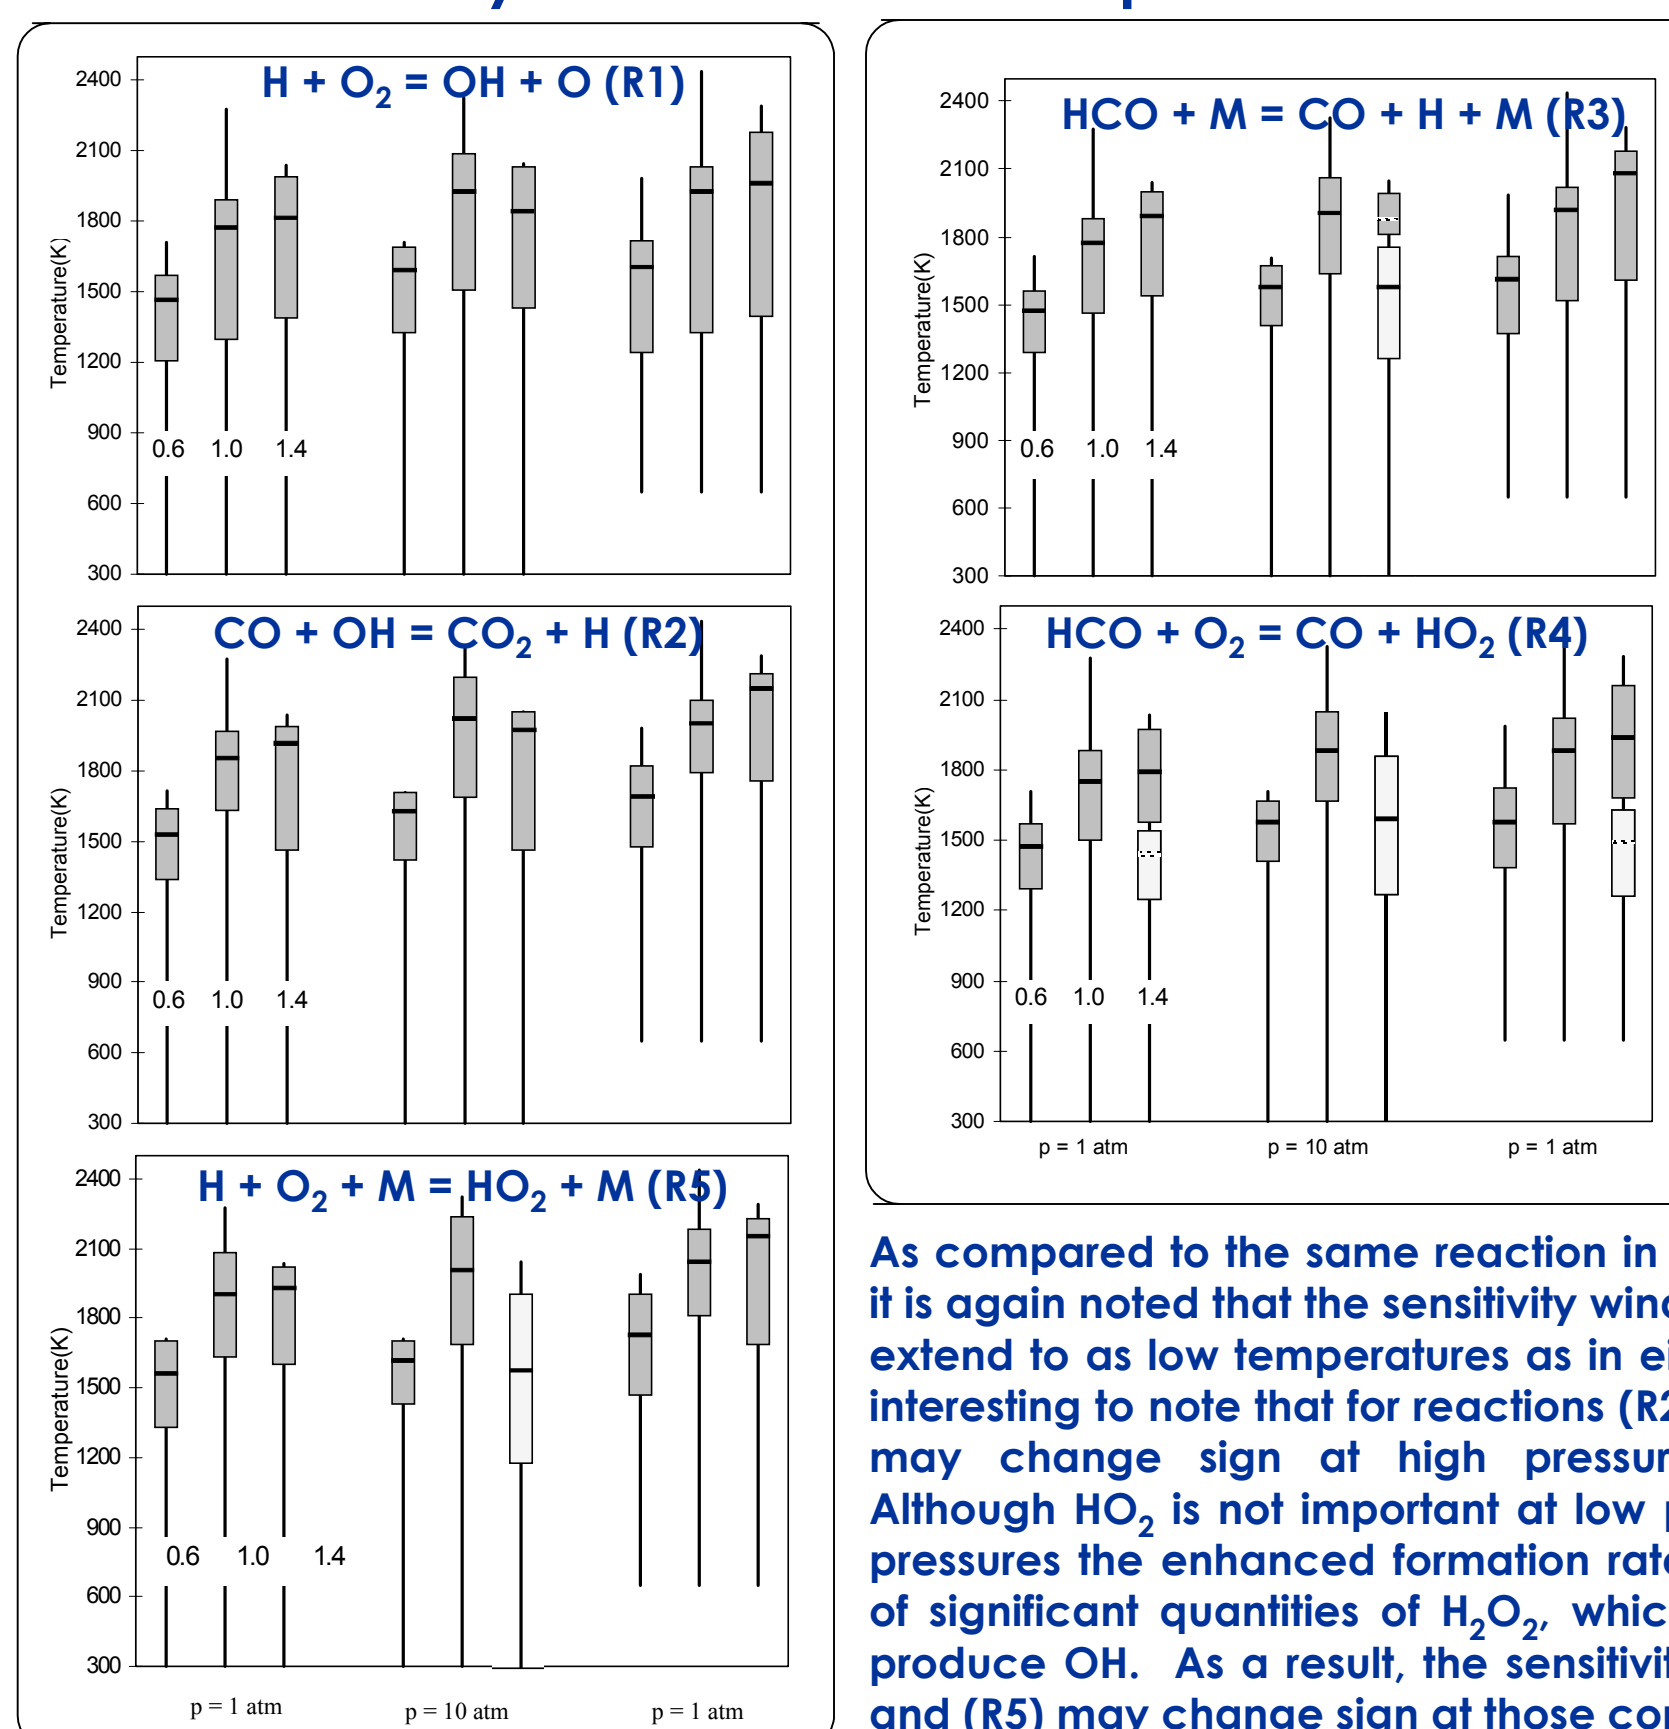 H + O2 = OH + O (R1)
2400
2100
1800
1500
1200
900
600
300
Temperature(K)
0.6 1.0 1.4
CO + OH = CO2 + H (R2)
2400
2100
1800
1500
1200
900
600
300
Temperature(K)
0.6 1.0 1.4
H + O2 + M = HO2 + M (R5)
2400
2100
1800
1500
1200
900
600
300
Temperature(K)
0.6 1.0 1.4
p = 1 atm p = 10 atm p = 1 atm
HCO + M = CO + H + M (R3)
2400
2100
1800
1500
1200
900
600
300
Temperature(K)
0.6 1.0 1.4
HCO + O2 = CO + HO2 (R4)
2400
2100
1800
1500
1200
900
600
300
Temperature(K)
0.6 1.0 1.4
p = 1 atm p = 10 atm p = 1 atm
As compared to the same reaction in
it is again noted that the sensitivity
extend to as low temperatures as in
interesting to note that for reactions
may change sign at high
Although HO2 is not important at low
pressures the enhanced formation
of significant quantities of H2O2,
produce OH. As a result, the
and (R5) may change sign at those